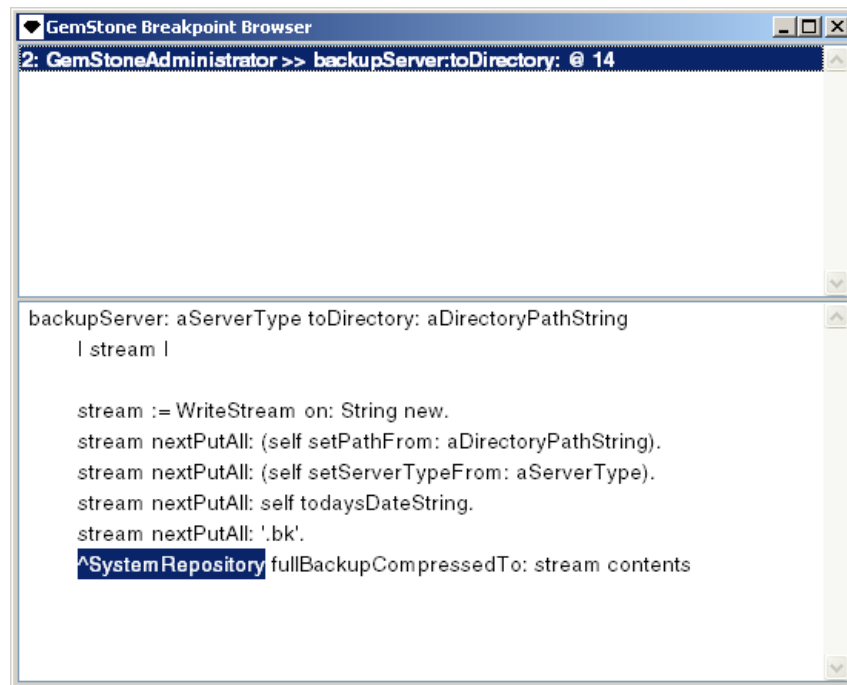 GemStone Breakpoint Browser
2: GemStoneAdministrator >> backupServer:toDirectory: @ 14
backupServer: aServerType toDirectory: aDirectoryPathString
| stream |
stream := WriteStream on: String new.
stream nextPutAll: (self setPathFrom: aDirectoryPathString).
stream nextPutAll: (self setServerTypeFrom: aServerType).
stream nextPutAll: self todaysDateString.
stream nextPutAll: '.bk'.
^SystemRepository fullBackupCompressedTo: stream contents